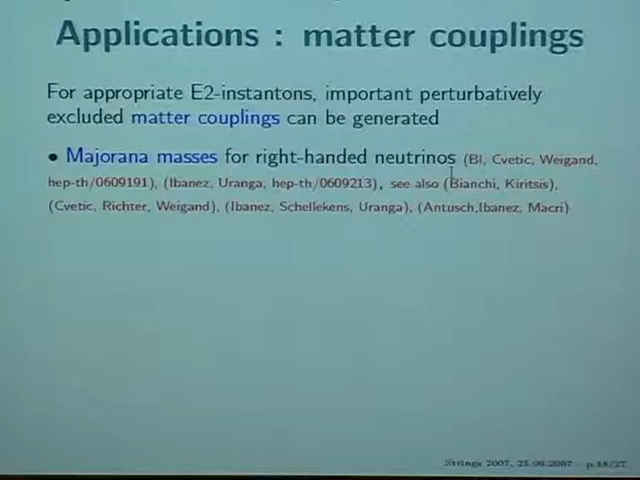 Applications : matter couplings
For appropriate E2-instantons, important perturbatively
excluded matter couplings can be generated
• Majorana masses for right-handed neutrinos (Bl, Cvetic, Weigand,
hep-th/0609191), (Ibanez, Uranga, hep-th/0609213), see also (Bianchi, Kiritsis),
(Cvetic, Richter, Weigand), (Ibanez, Schellekens, Uranga), (Antusch,Ibanez, Macri)
Strings 2007, 25.06.2007 – p.18/27